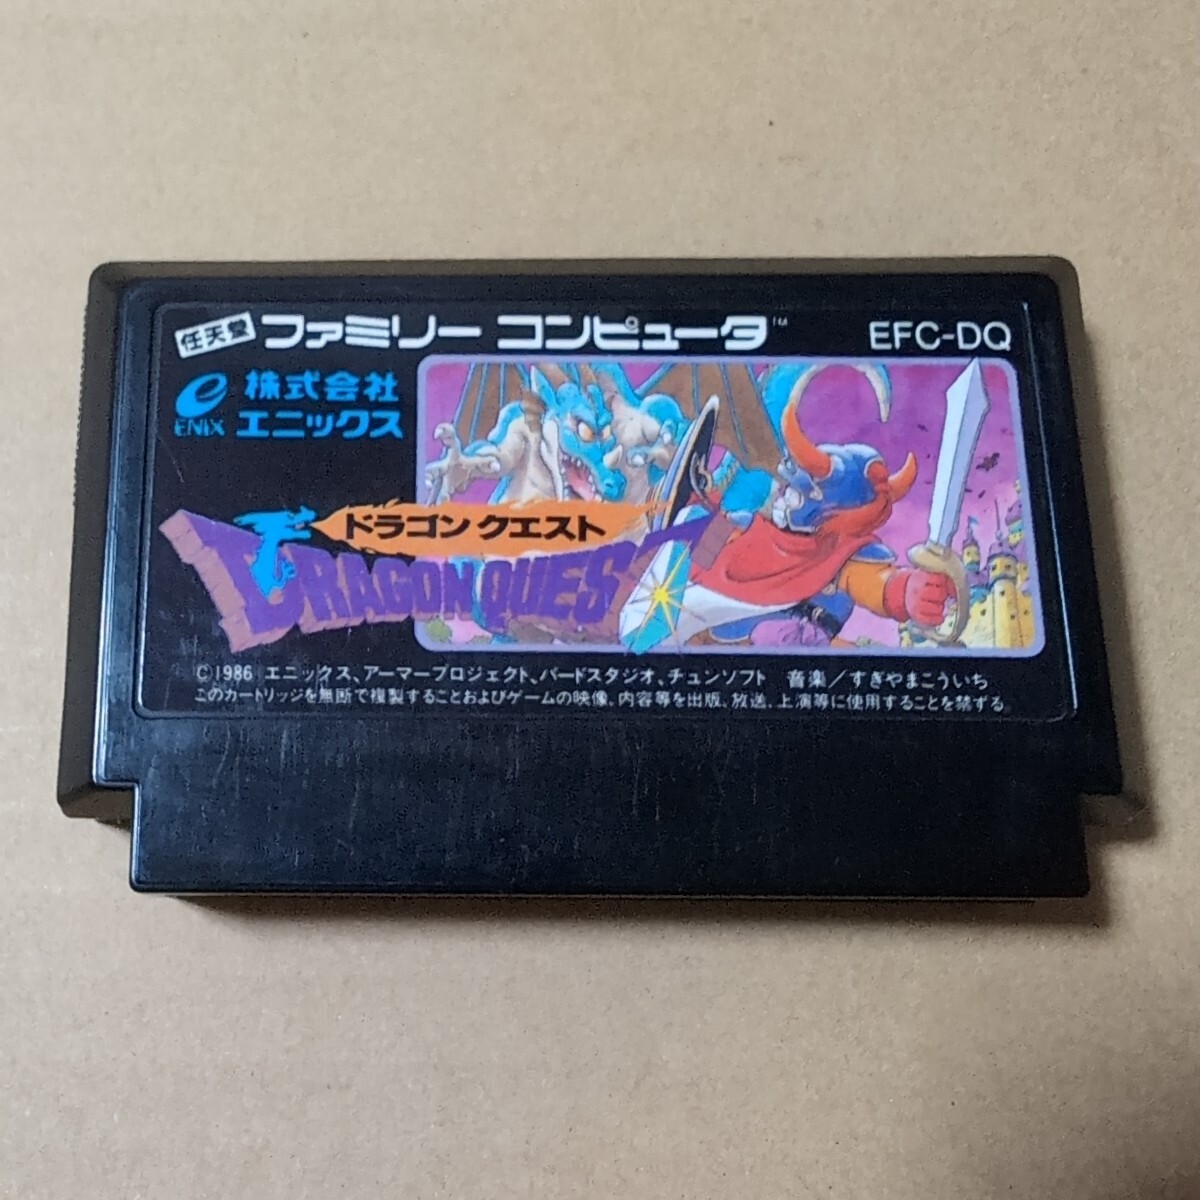 任天堂 ファミリー コンピュータ™ EFC-DQ
株式会社
ENIX エニックス
ドラゴンクエスト
DRAGON QUEST
©1986 エニックス、アーマープロジェクト、バードスタジオ、チュンソフト 音楽/すぎやまこういち
このカートリッジを無断で複製することおよびゲームの映像、内容等を出版、放送、上演等に使用することを禁ずる。